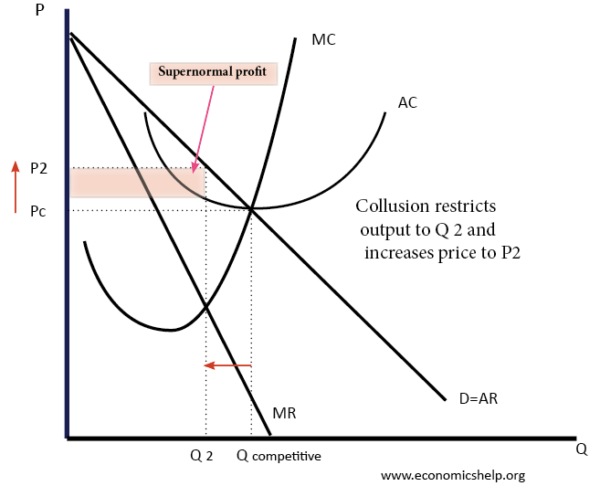 P
MC
Supernormal profit
AC
P2
Pc
Collusion restricts
output to Q 2 and
increases price to P2
D=AR
MR
Q
Q 2
Q competitive
www.economicshelp.org